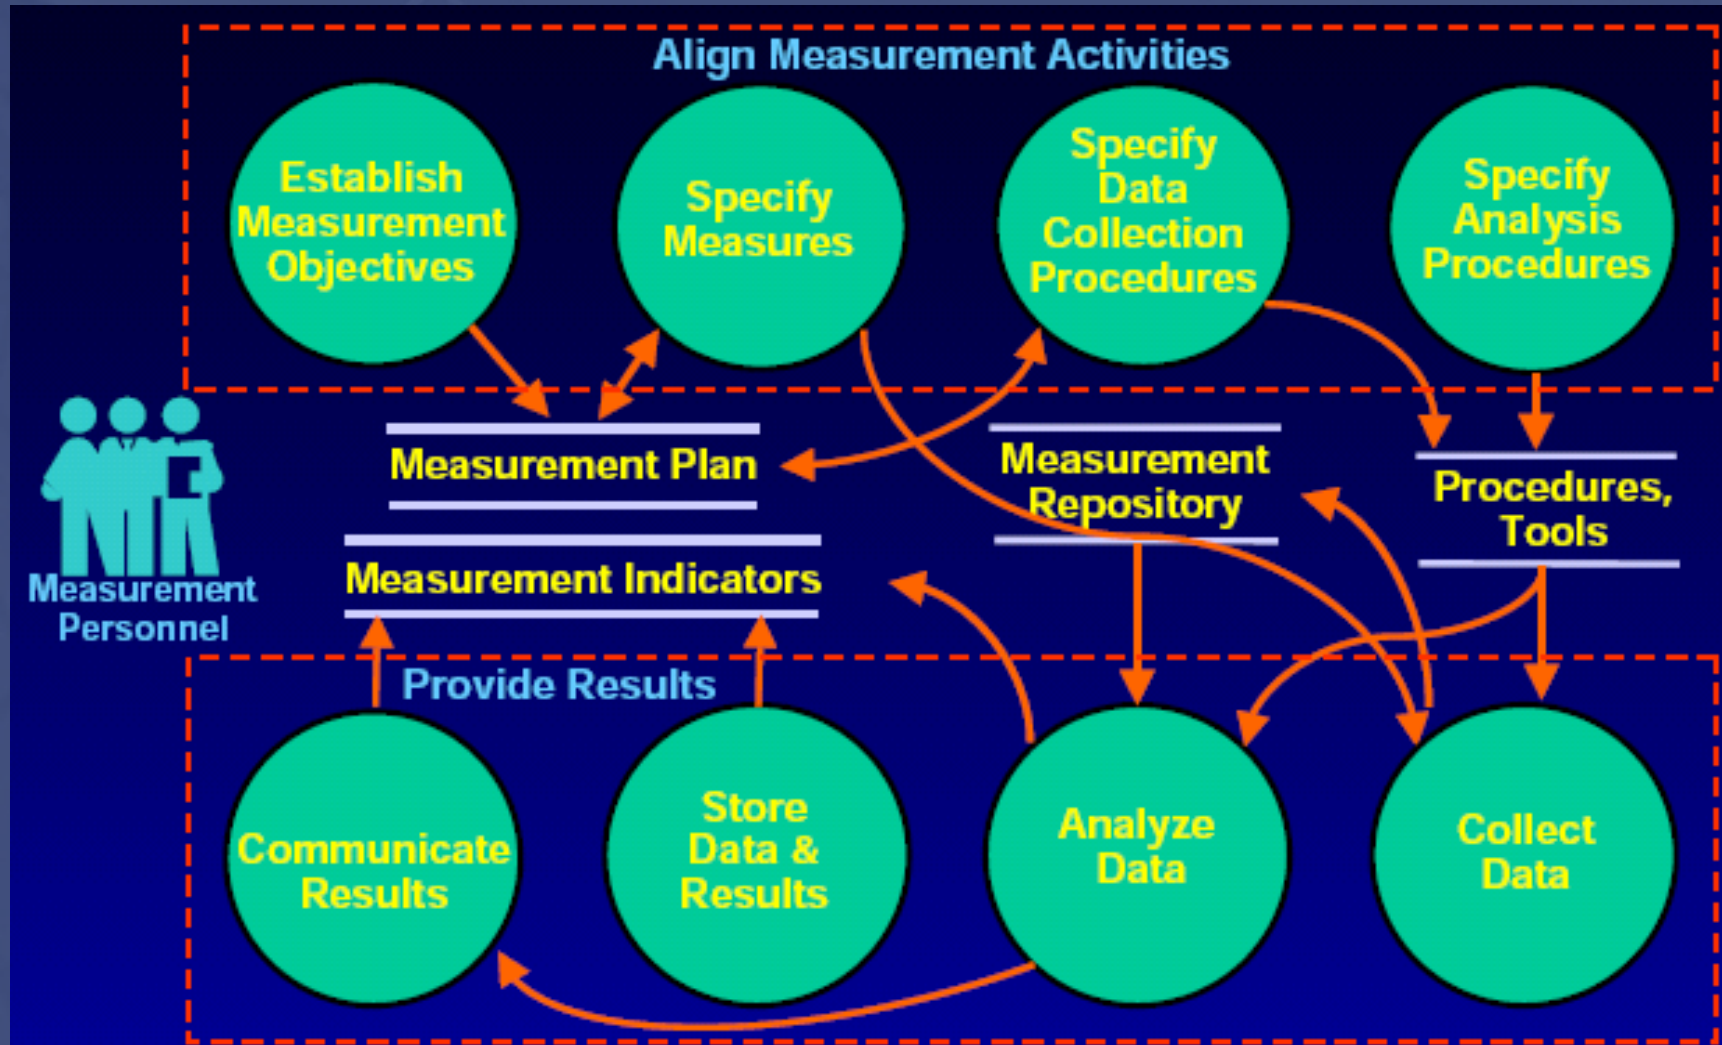 Align Measurement Activities
Establish
Measurement
Objectives
Specify
Measures
Specify
Data
Collection
Procedures
Specify
Analysis
Procedures
Measurement Plan
Measurement
Repository
Procedures,
Tools
Measurement Indicators
Measurement
Personnel
Provide Results
Communicate
Results
Store
Data &
Results
Analyze
Data
Collect
Data